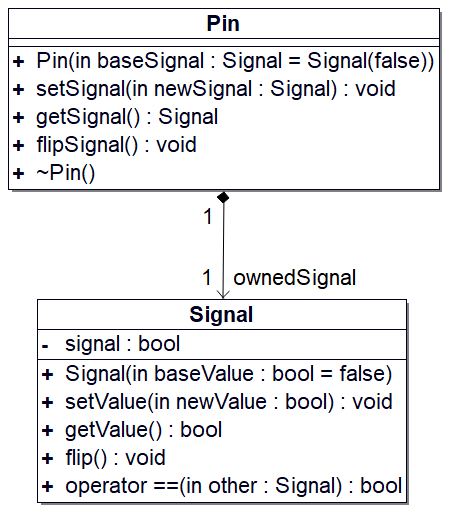 Pin
+ Pin(in baseSignal : Signal = Signal(false))
+ setSignal(in newSignal : Signal) : void
+ getSignal() : Signal
+ flipSignal() : void
+ ~Pin()
1
1 ownedSignal
Signal
- signal : bool
+ Signal(in baseValue : bool = false)
+ setValue(in newValue : bool) : void
+ getValue() : bool
+ flip() : void
+ operator ==(in other : Signal) : bool